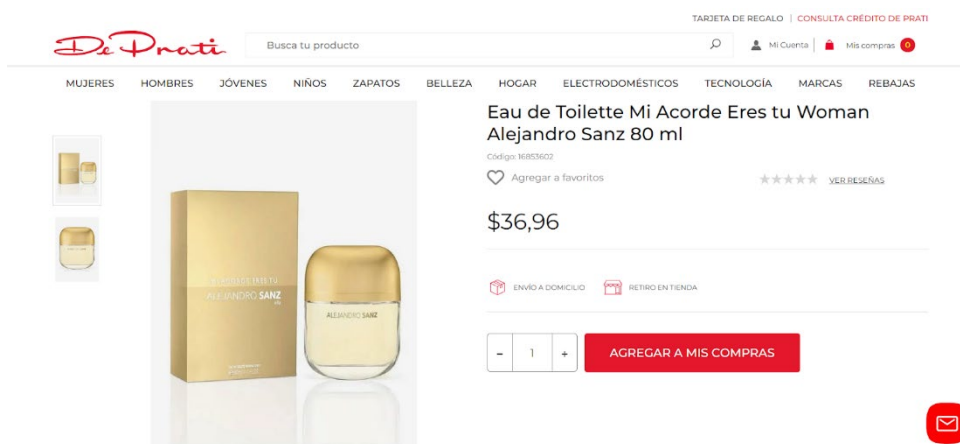 TARJETA DE REGALO | CONSULTA CRÉDITO DE PRATI
De Prati
Busca tu producto
Mi Cuenta
Mis compras 0
MUJERES HOMBRES JÓVENES NIÑOS ZAPATOS BELLEZA HOGAR ELECTRODOMÉSTICOS TECNOLOGÍA MARCAS REBAJAS
Eau de Toilette Mi Acorde Eres tu Woman
Alejandro Sanz 80 ml
Código: 16853602
Agregar a favoritos
VER RESEÑAS
$36,96
ENVÍO A DOMICILIO
RETIRO EN TIENDA
- 1 +
AGREGAR A MIS COMPRAS
ALEJANDRO SANZ
ALEJANDRO SANZ